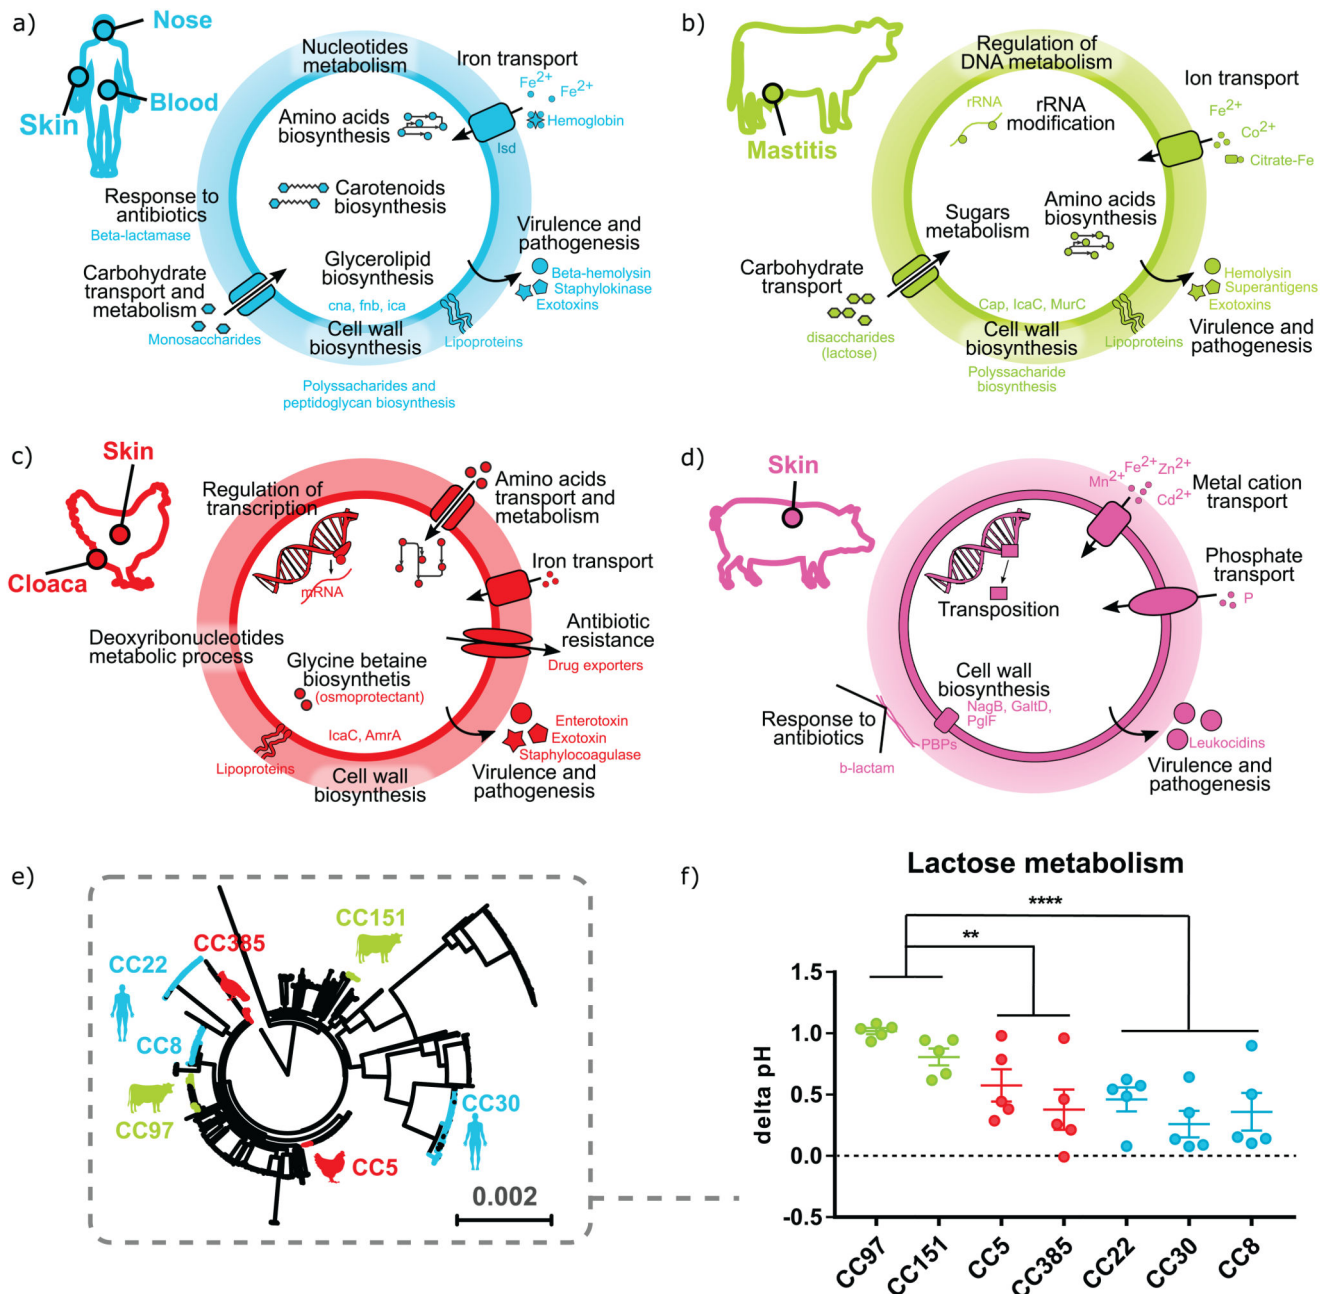 a)
Nose
Skin
Blood
Nucleotides
metabolism
Iron transport
Fe2+
Fe2+
Hemoglobin
Isd
Amino acids
biosynthesis
Carotenoids
biosynthesis
Response to
antibiotics
Beta-lactamase
Glycerolipid
biosynthesis
Virulence and
pathogenesis
Beta-hemolysin
Staphylokinase
Exotoxins
Carbohydrate
transport and
metabolism
Monosaccharides
cna, fnb, ica
Cell wall
biosynthesis
Lipoproteins
Polyssacharides and
peptidoglycan biosynthesis
b)
Mastitis
Regulation of
DNA metabolism
Ion transport
Fe2+
Co2+
Citrate-Fe
rRNA
rRNA
modification
Sugars
metabolism
Amino acids
biosynthesis
Carbohydrate
transport
disaccharides
(lactose)
Hemolysin
Superantigens
Exotoxins
Virulence and
pathogenesis
Cap, IcaC, MurC
Cell wall
biosynthesis
Lipoproteins
Polyssacharide
biosynthesis
c)
Skin
Cloaca
Regulation of
transcription
mRNA
Amino acids
transport and
metabolism
Iron transport
Antibiotic
resistance
Drug exporters
Deoxyribonucleotides
metabolic process
Glycine betaine
biosynthetis
(osmoprotectant)
Enterotoxin
Exotoxin
Staphylocoagulase
Virulence and
pathogenesis
IcaC, AmrA
Lipoproteins
Cell wall
biosynthesis
d)
Skin
Mn2+
Fe2+
Zn2+
Cd2+
Metal cation
transport
Phosphate
transport
P
Transposition
Cell wall
biosynthesis
NagB, GaltD,
PglF
Response to
antibiotics
b-lactam
PBPs
Leukocidins
Virulence and
pathogenesis
e)
CC151
CC385
CC22
CC8
CC97
CC30
CC5
0.002
f)
Lactose metabolism
****
**
delta pH
1.5
1.0
0.5
0.0
-0.5
CC97
CC151
CC5
CC385
CC22
CC30
CC8